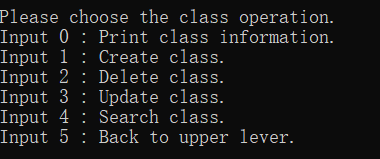 Please choose the class operation.
Input 0 : Print class information.
Input 1 : Create class.
Input 2 : Delete class.
Input 3 : Update class.
Input 4 : Search class.
Input 5 : Back to upper lever.